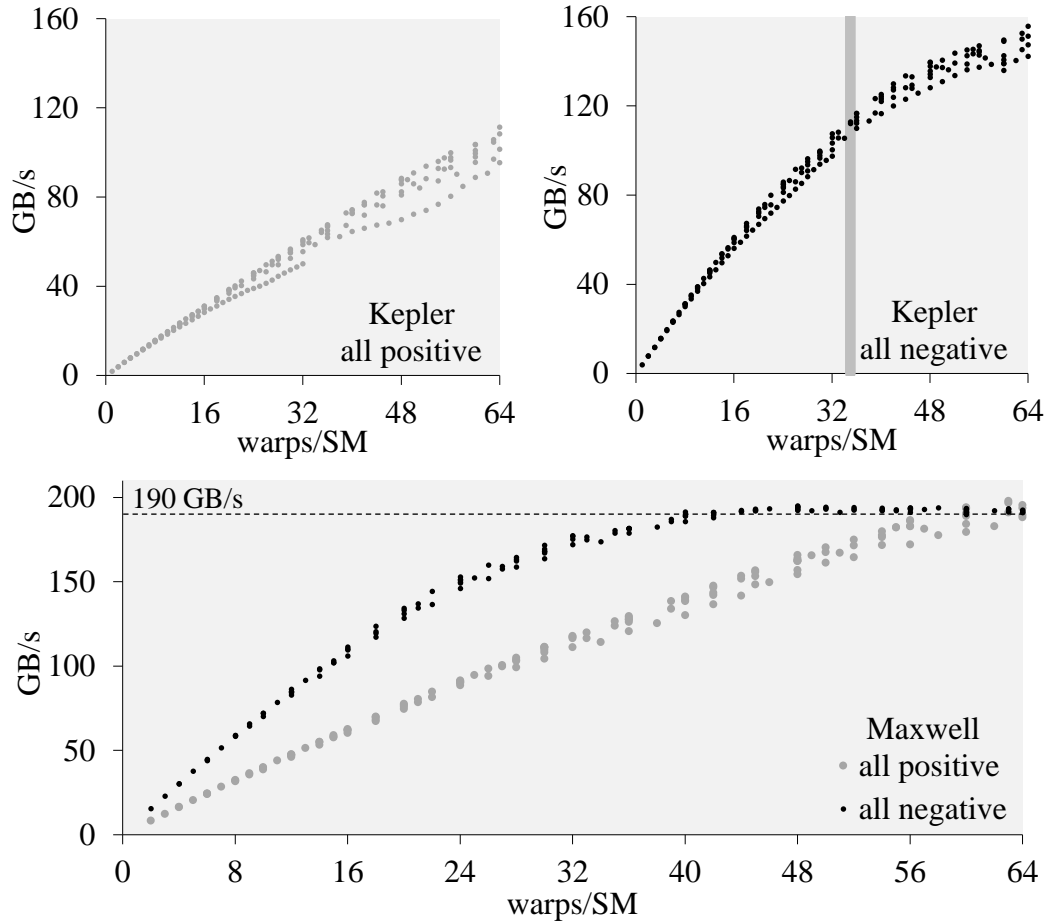 160
120
80
40
0
GB/s
0 16 32 48 64
warps/SM
Kepler
all positive
160
120
80
40
0
GB/s
0 16 32 48 64
warps/SM
Kepler
all negative
200
150
100
50
0
GB/s
190 GB/s
Maxwell
all positive
all negative
0 8 16 24 32 40 48 56 64
warps/SM